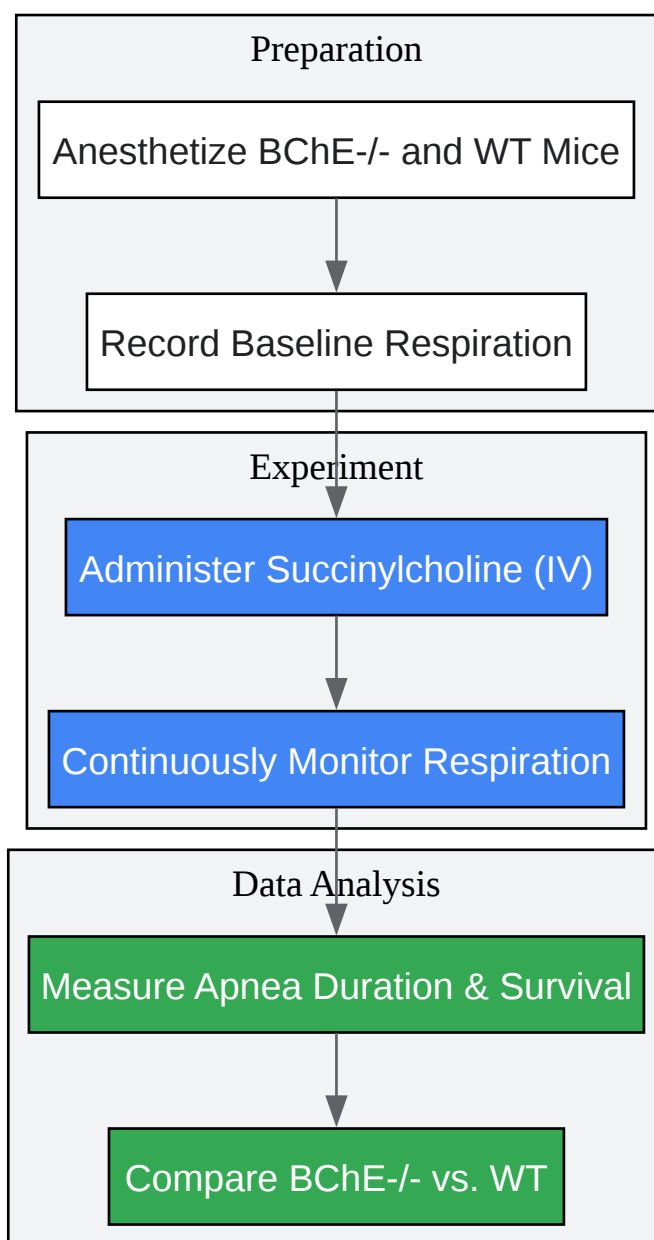 Preparation
Anesthetize BChE-/- and WT Mice
Record Baseline Respiration
Experiment
Administer Succinylcholine (IV)
Continuously Monitor Respiration
Data Analysis
Measure Apnea Duration & Survival
Compare BChE-/- vs. WT